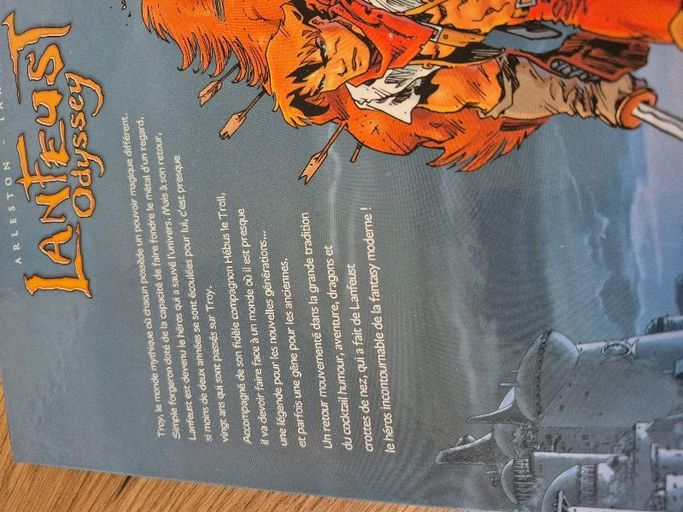 ARLESTON
LANFEUST
Odyssey
Troy, le monde mythique où chacun possède un pouvoir magique différent.
Simple forgeron doté de la capacité de faire fondre le métal d'un regard,
Lanfeust est devenu le héros qui a sauvé l'univers. Mais à son retour,
si moins de deux années se sont écoulées pour lui, c'est presque
vingt ans qui sont passés sur Troy.
Accompagné de son fidèle compagnon Hébus le Troll,
il va devoir faire face à un monde où il est presque
une légende pour les nouvelles générations...
et parfois une gêne pour les anciennes.
Un retour mouvementé dans la grande tradition
du cocktail humour, aventure, dragons et
crottes de nez, qui a fait de Lanfeust
le héros incontournable de la fantasy moderne !